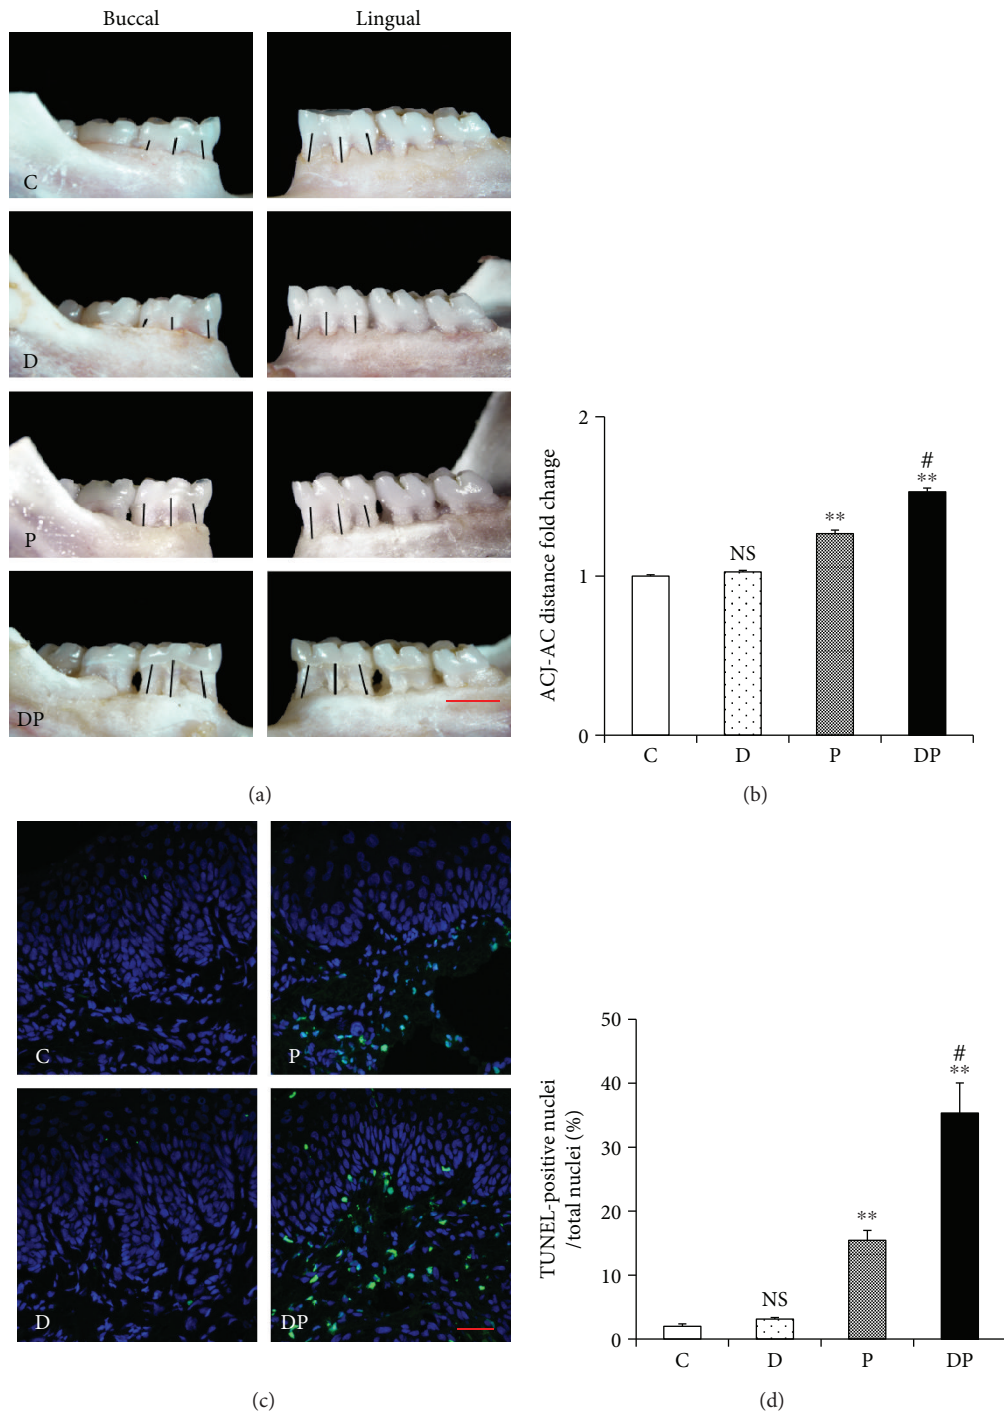 Buccal
Lingual
C
D
P
DP
(a)
ACJ-AC distance fold change
2
1
0
NS
**
#
**
C
D
P
DP
(b)
C
P
D
DP
(c)
TUNEL-positive nuclei
/total nuclei (%)
50
40
30
20
10
0
NS
**
#
**
C
D
P
DP
(d)